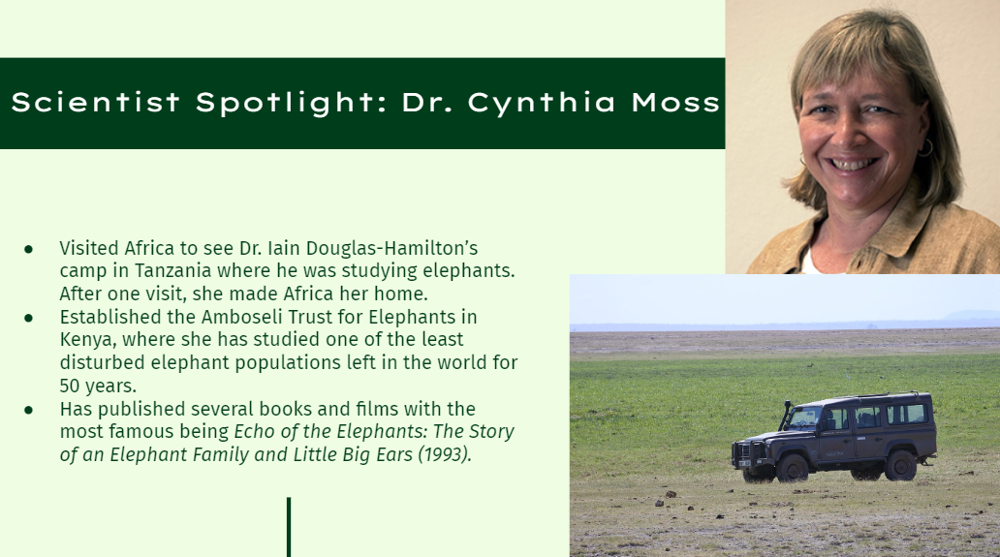 Scientist Spotlight: Dr. Cynthia Moss
● Visited Africa to see Dr. Iain Douglas-Hamilton’s
camp in Tanzania where he was studying elephants.
After one visit, she made Africa her home.
● Established the Amboseli Trust for Elephants in
Kenya, where she has studied one of the least
disturbed elephant populations left in the world for
50 years.
● Has published several books and films with the
most famous being Echo of the Elephants: The Story
of an Elephant Family and Little Big Ears (1993).